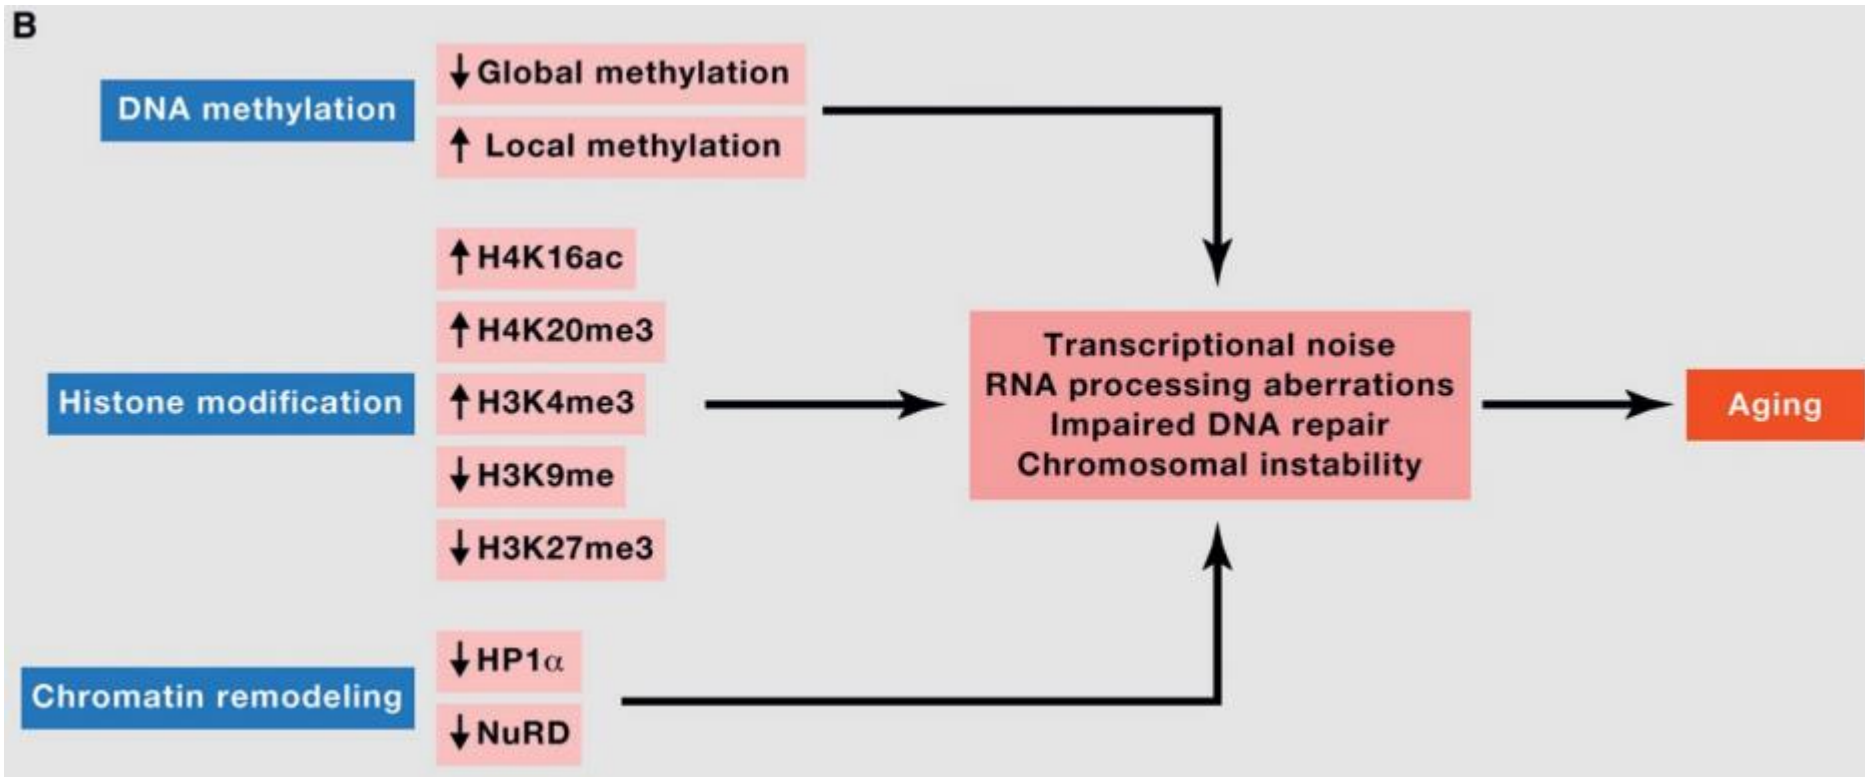 B
DNA methylation
↓ Global methylation
↑ Local methylation
Histone modification
↑ H4K16ac
↑ H4K20me3
↑ H3K4me3
↓ H3K9me
↓ H3K27me3
Chromatin remodeling
↓ HP1α
↓ NuRD
Transcriptional noise
RNA processing aberrations
Impaired DNA repair
Chromosomal instability
Aging